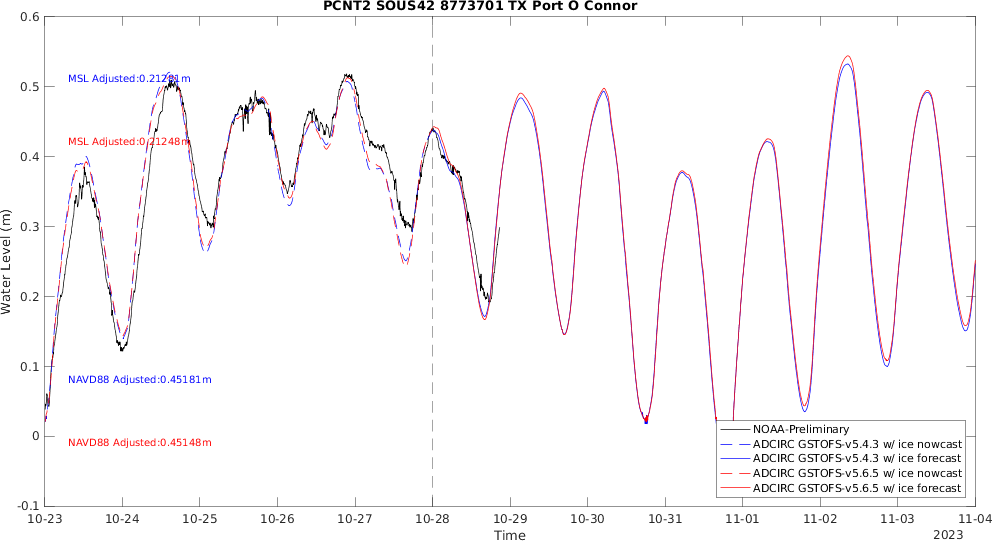 PCNT2 SOUS42 8773701 TX Port O Connor
0.6
0.5
0.4
0.3
0.2
0.1
0
-0.1
Water Level (m)
MSL Adjusted:0.21281m
MSL Adjusted:0.21248m
NAVD88 Adjusted:0.45181m
NAVD88 Adjusted:0.45148m
NOAA-Preliminary
ADCIRC GSTOFS-v5.4.3 w/ ice nowcast
ADCIRC GSTOFS-v5.4.3 w/ ice forecast
ADCIRC GSTOFS-v5.6.5 w/ ice nowcast
ADCIRC GSTOFS-v5.6.5 w/ ice forecast
10-23 10-24 10-25 10-26 10-27 10-28 10-29 10-30 10-31 11-01 11-02 11-03 11-04
Time
2023